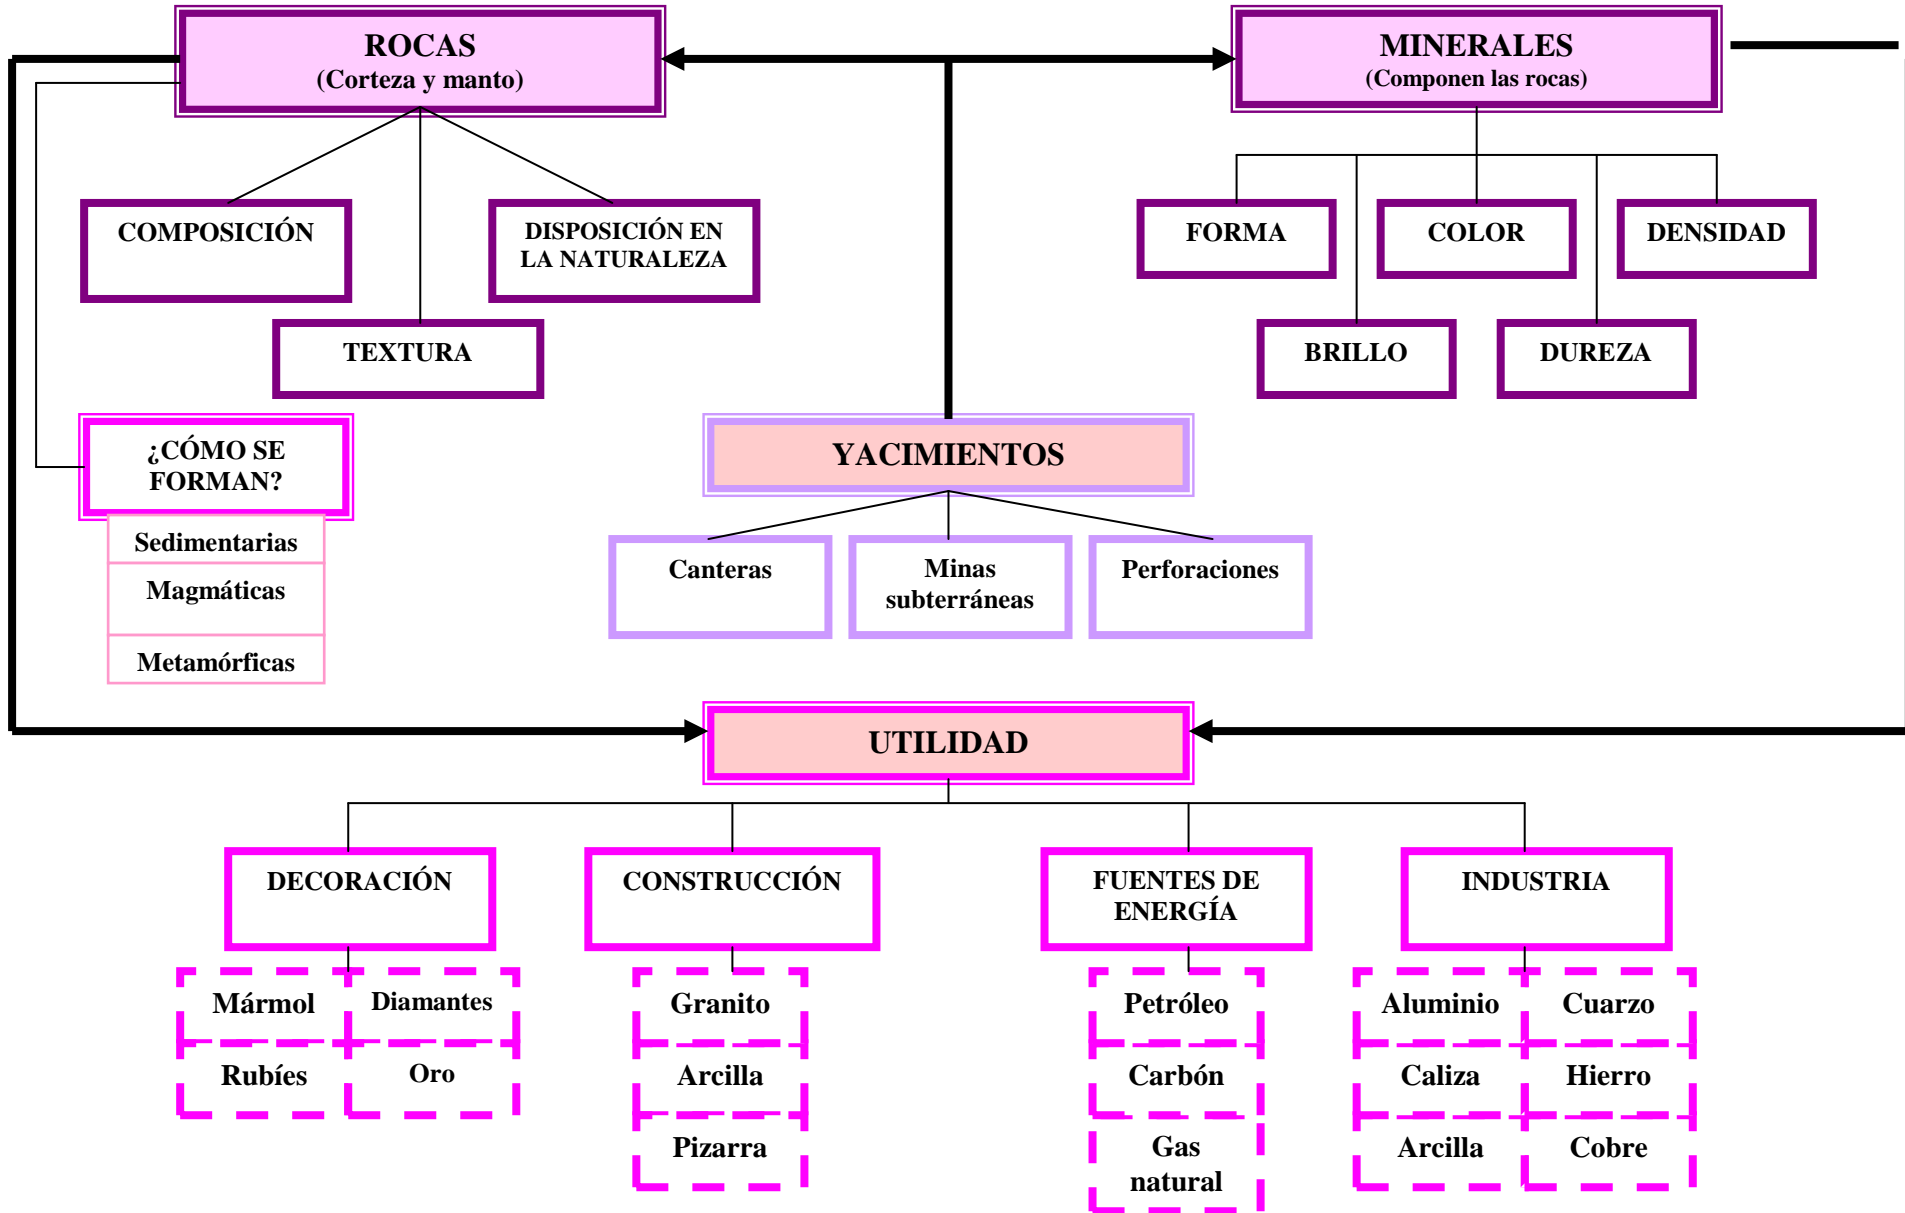 ROCAS
(Corteza y manto)
MINERALES
(Componen las rocas)
COMPOSICIÓN
DISPOSICIÓN EN
LA NATURALEZA
TEXTURA
FORMA
COLOR
DENSIDAD
BRILLO
DUREZA
¿CÓMO SE
FORMAN?
Sedimentarias
Magmáticas
Metamórficas
YACIMIENTOS
Canteras
Minas
subterráneas
Perforaciones
UTILIDAD
DECORACIÓN
CONSTRUCCIÓN
FUENTES DE
ENERGÍA
INDUSTRIA
Mármol
Diamantes
Rubíes
Oro
Granito
Arcilla
Pizarra
Petróleo
Carbón
Gas
natural
Aluminio
Cuarzo
Caliza
Hierro
Arcilla
Cobre